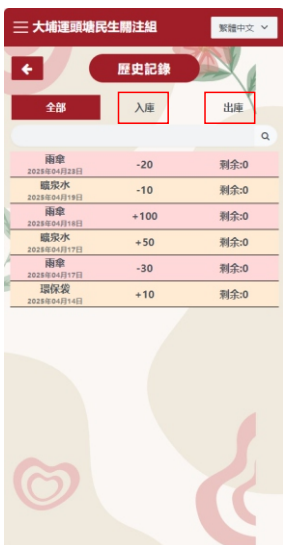 大埔運頭塘民生關注組
繁體中文
歷史記錄
全部 入庫 出庫
雨傘 -20 剩余:0
2025年04月23日
礦泉水 -10 剩余:0
2025年04月19日
雨傘 +100 剩余:0
2025年04月18日
礦泉水 +50 剩余:0
2025年04月17日
雨傘 -30 剩余:0
2025年04月17日
環保袋 +10 剩余:0
2025年04月14日